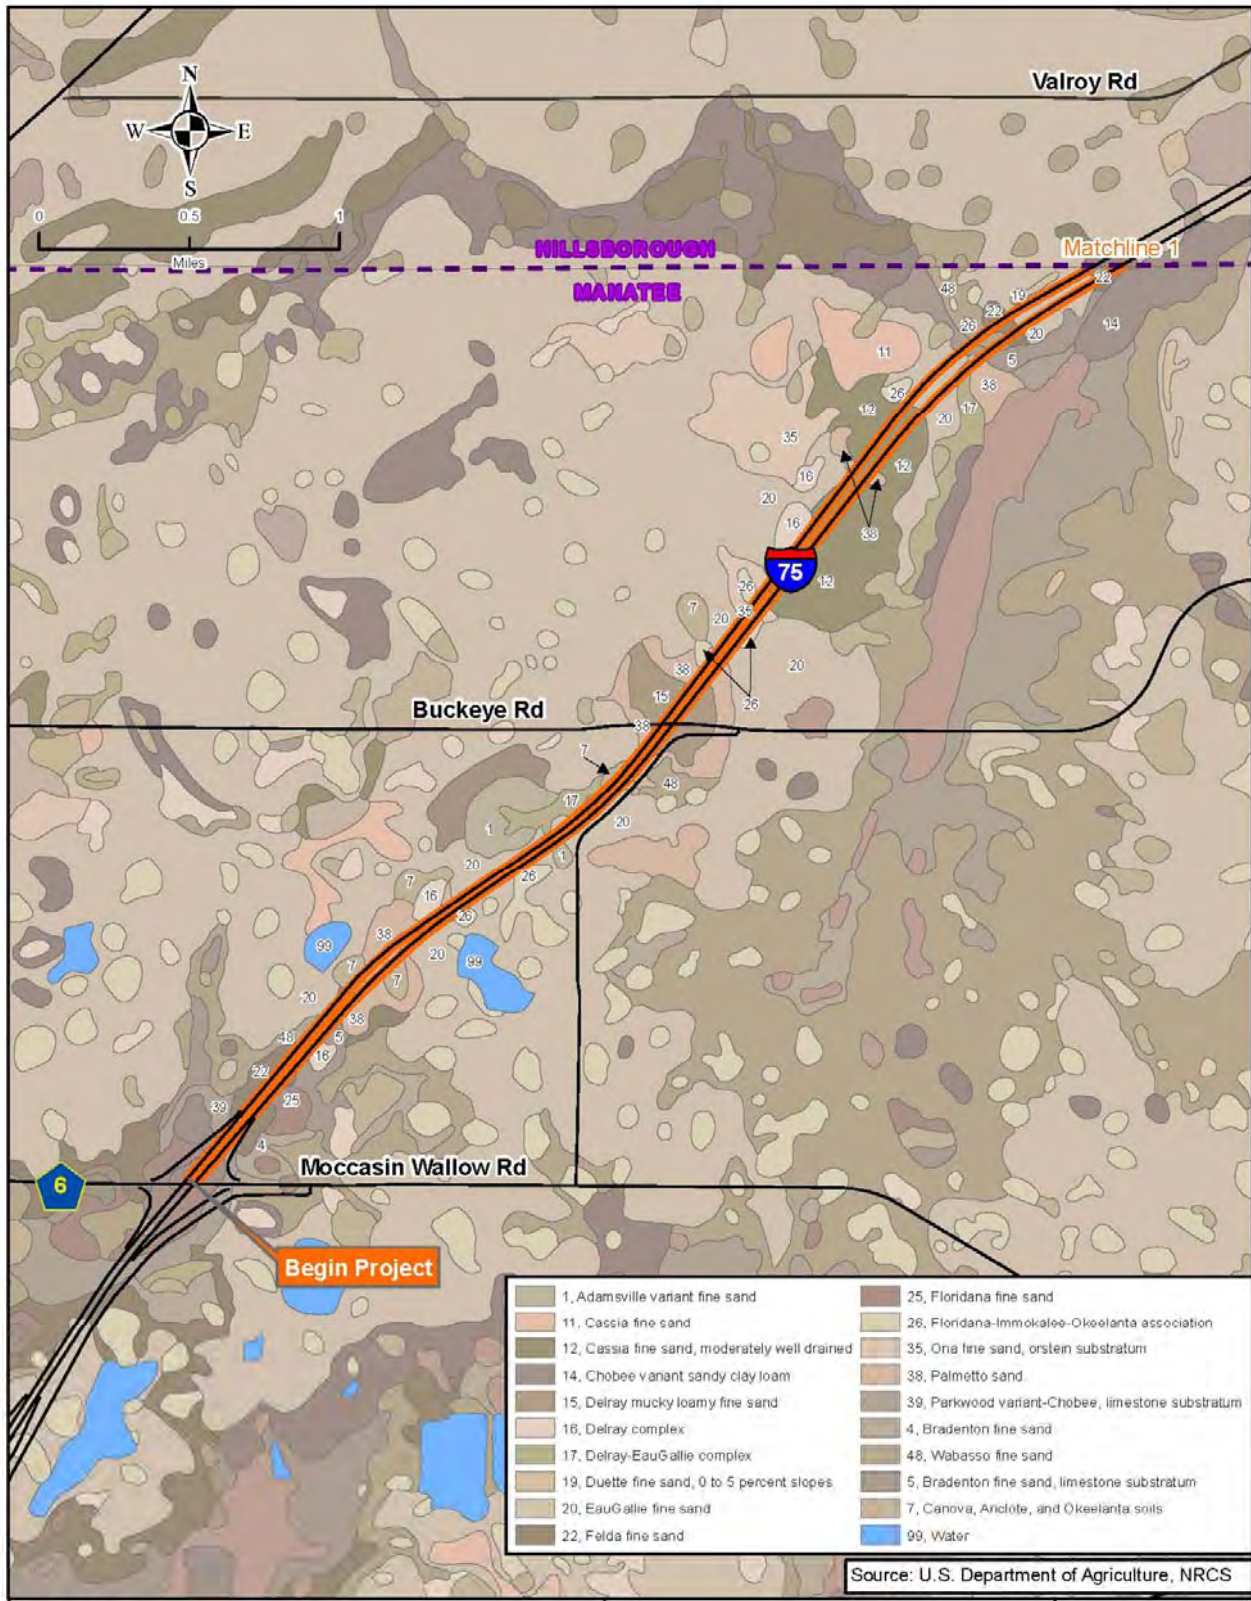 Valroy Rd
N
W E
S
0 0.5 1
Miles
HILLSBOROUGH
MANATEE
Matchline 1
22
48
19
22
14
26
20
11
5
26
38
12
17
20
35
12
16
20
38
16
75
12
26
7
35
20
38
20
15
26
Buckeye Rd
38
7
48
17
1
20
20
1
7
26
16
26
38
99
20
99
7
7
20
38
48
5
16
22
39
25
4
Moccasin Wallow Rd
6
Begin Project
1, Adamsville variant fine sand
11, Cassia fine sand
12, Cassia fine sand, moderately well drained
14, Chobee variant sandy clay loam
15, Delray mucky loamy fine sand
16, Delray complex
17, Delray-EauGallie complex
19, Duette fine sand, 0 to 5 percent slopes
20, EauGallie fine sand
22, Felda fine sand
25, Floridana fine sand
26, Floridana-Immokalee-Okeelanta association
35, Ona fine sand, orstein substratum
38, Palmetto sand
39, Parkwood variant-Chobee, limestone substratum
4, Bradenton fine sand
48, Wabasso fine sand
5, Bradenton fine sand, limestone substratum
7, Canova, Anclote, and Okeelanta soils
99, Water
Source: U.S. Department of Agriculture, NRCS